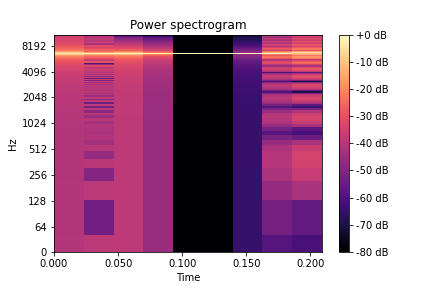 Power spectrogram
8192
4096
2048
1024
512
256
128
64
0
Hz
0.000 0.050 0.100 0.150 0.200
Time
+0 dB
-10 dB
-20 dB
-30 dB
-40 dB
-50 dB
-60 dB
-70 dB
-80 dB